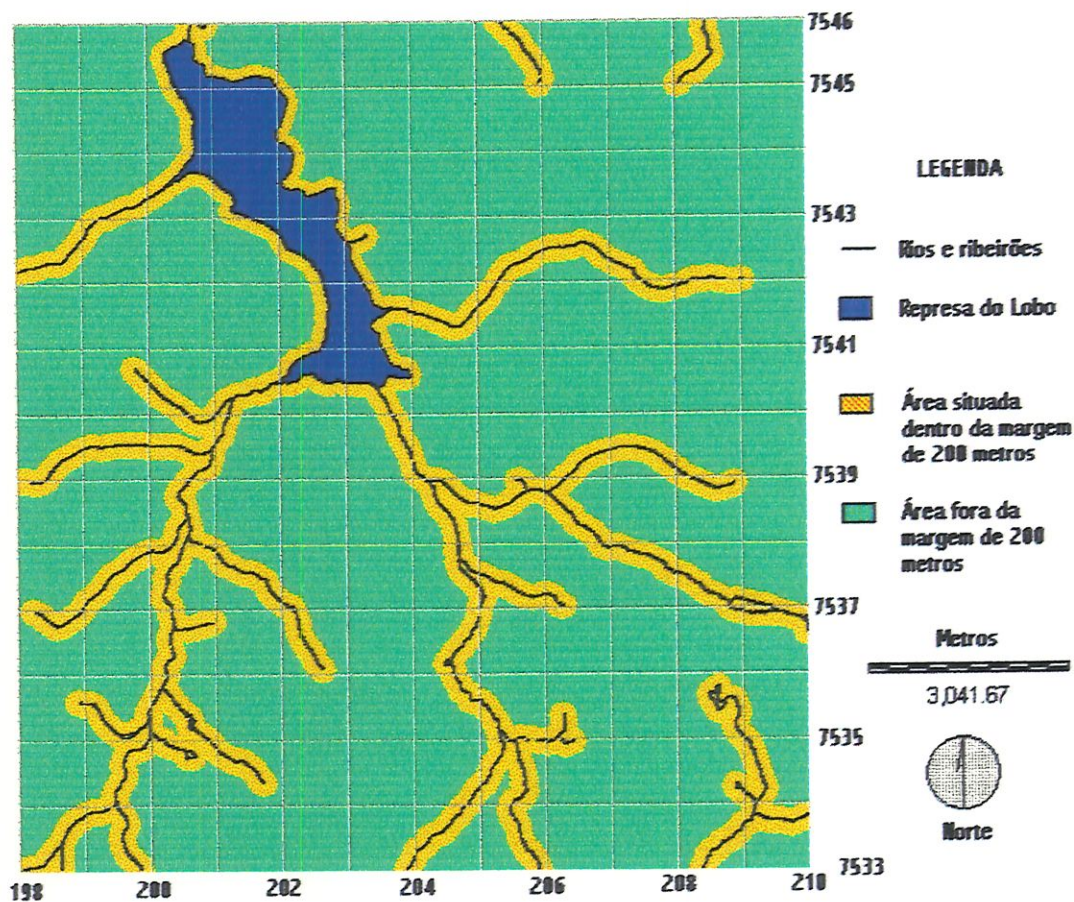 7546
7545
7543
7541
7539
7537
7535
7533
198 200 202 204 206 208 210
LEGENDA
Rios e ribeirões
Represa do Lobo
Área situada
dentro da margem
de 200 metros
Área fora da
margem de 200
metros
Metros
3,041.67
Norte